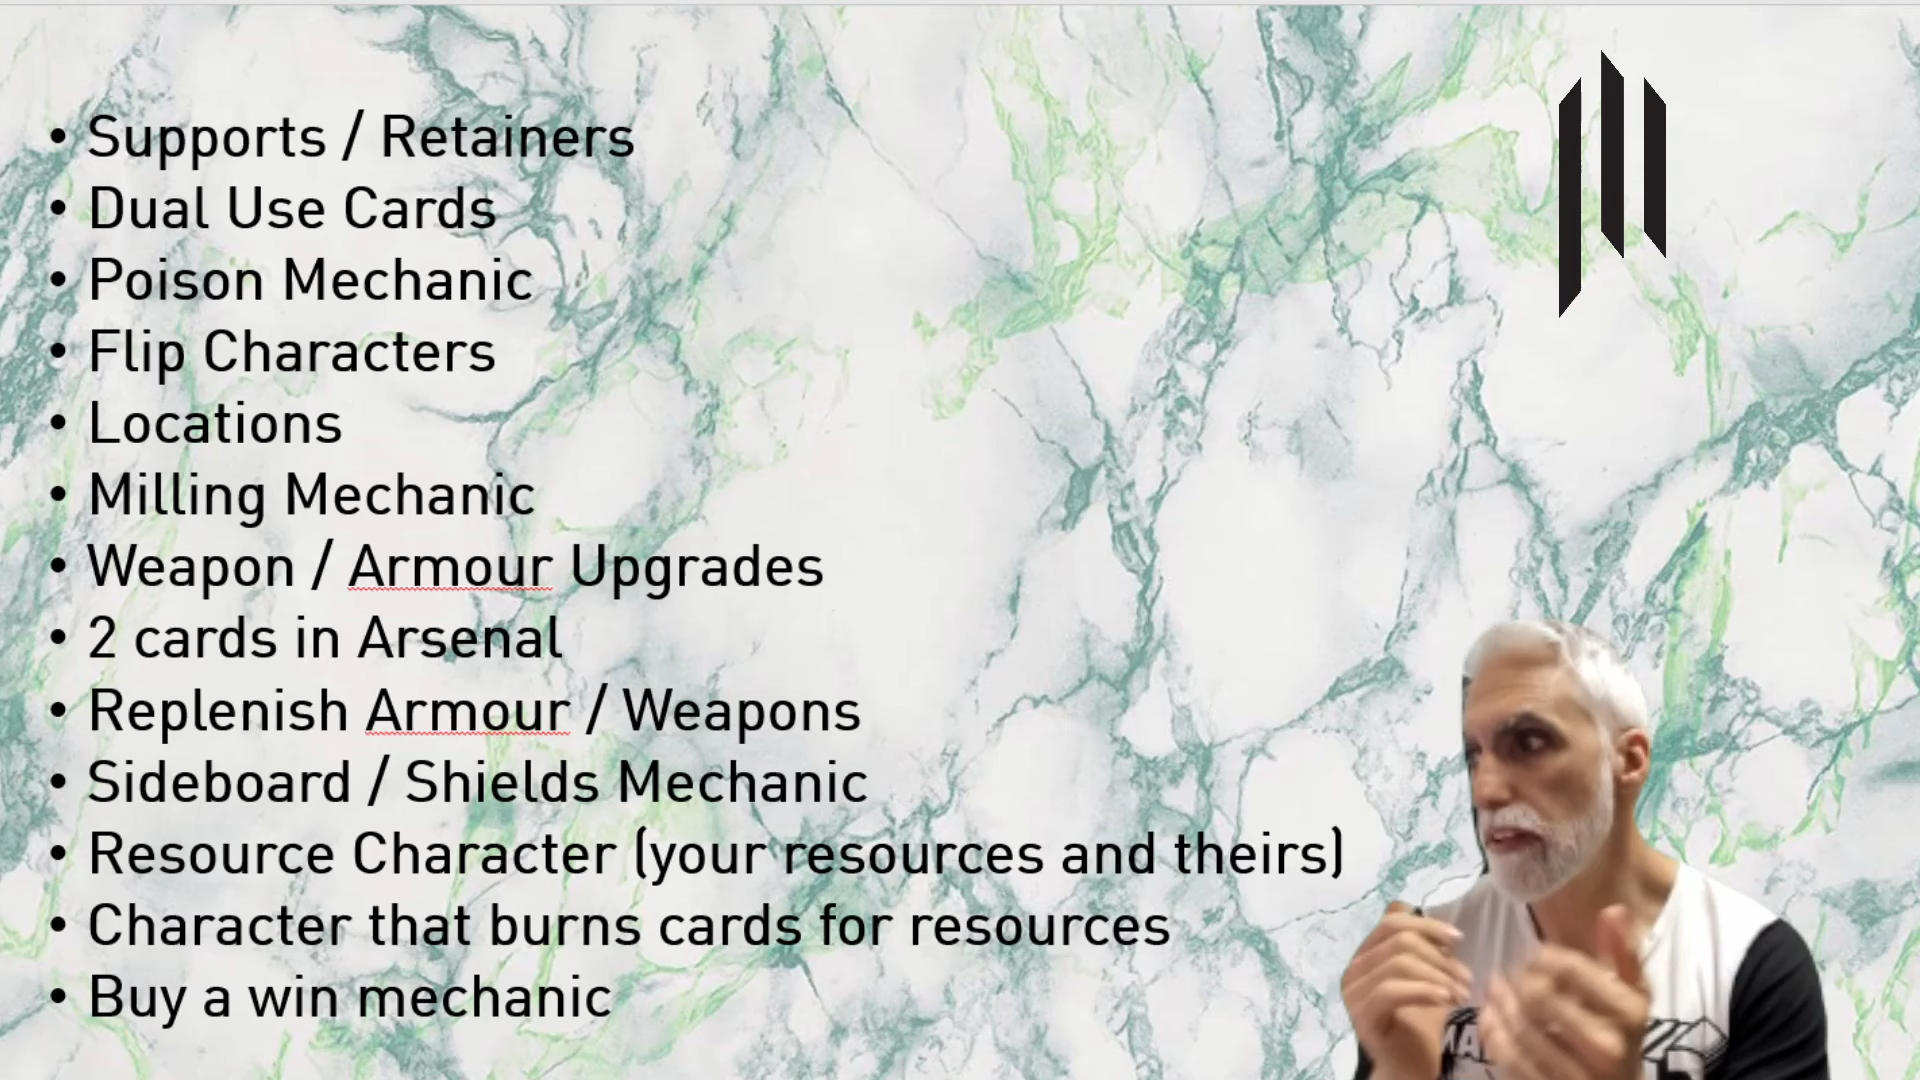 • Supports / Retainers
• Dual Use Cards
• Poison Mechanic
• Flip Characters
• Locations
• Milling Mechanic
• Weapon / Armour Upgrades
• 2 cards in Arsenal
• Replenish Armour / Weapons
• Sideboard / Shields Mechanic
• Resource Character (your resources and theirs)
• Character that burns cards for resources
• Buy a win mechanic